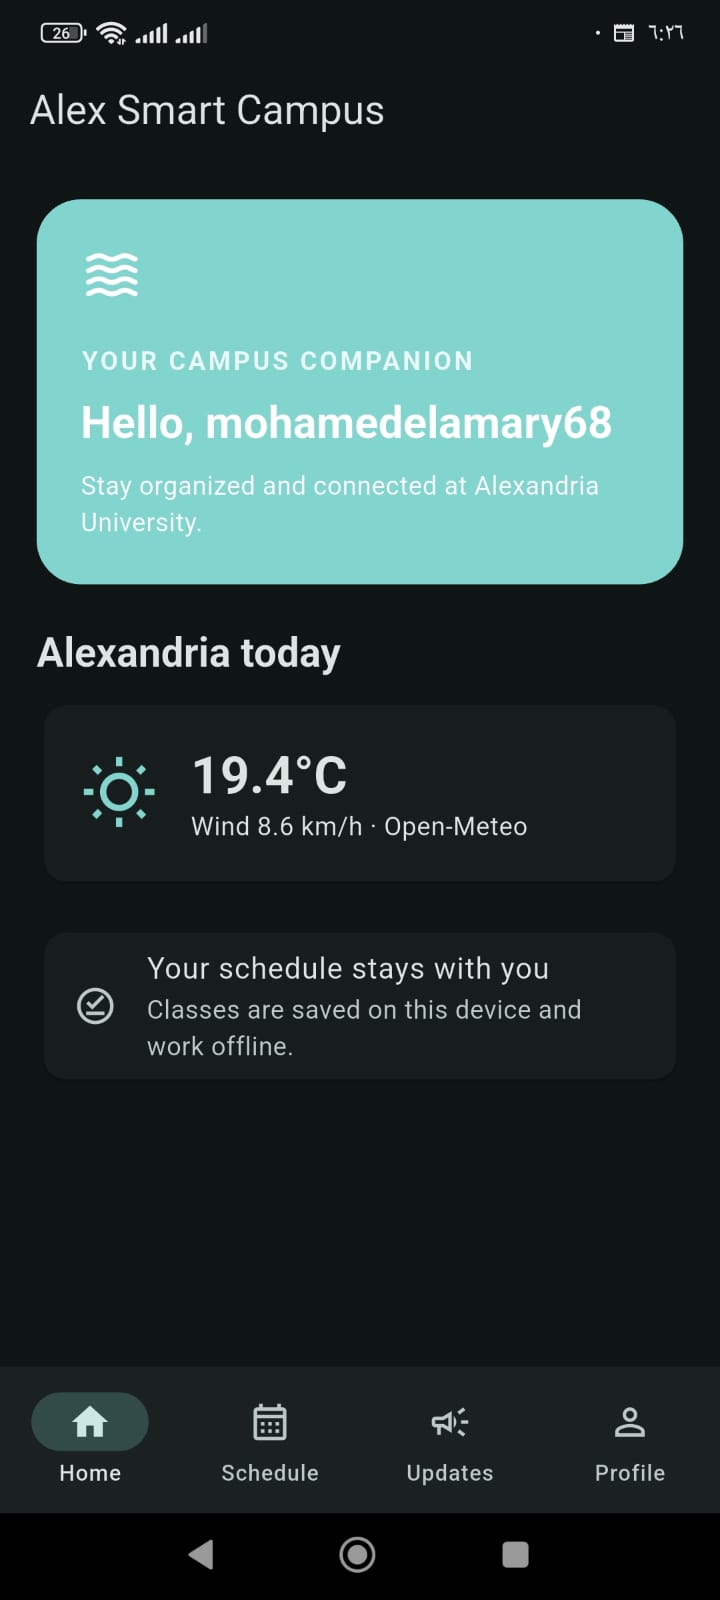 26
٦:٢٦
Alex Smart Campus
YOUR CAMPUS COMPANION
Hello, mohamedelamary68
Stay organized and connected at Alexandria
University.
Alexandria today
19.4°C
Wind 8.6 km/h · Open-Meteo
Your schedule stays with you
Classes are saved on this device and
work offline.
Home
Schedule
Updates
Profile